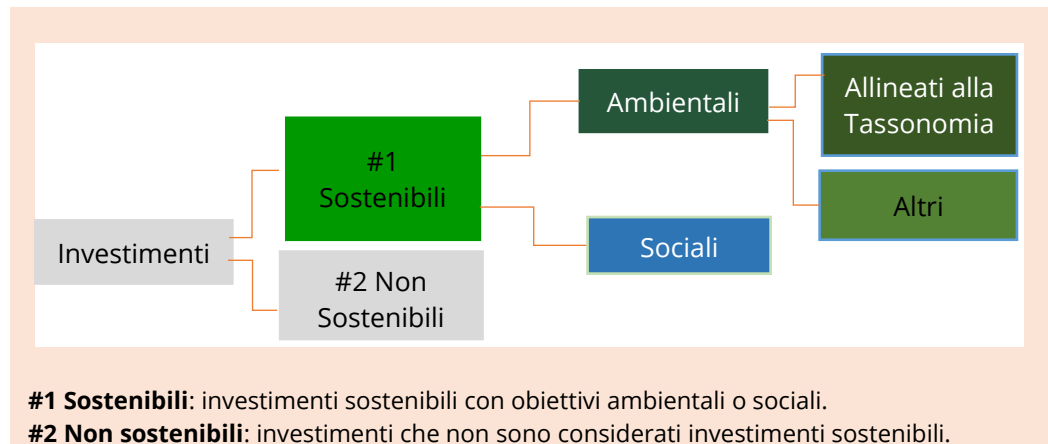 Investimenti
#1
Sostenibili
#2 Non
Sostenibili
Ambientali
Sociali
Allineati alla
Tassonomia
Altri
#1 Sostenibili: investimenti sostenibili con obiettivi ambientali o sociali.
#2 Non sostenibili: investimenti che non sono considerati investimenti sostenibili.